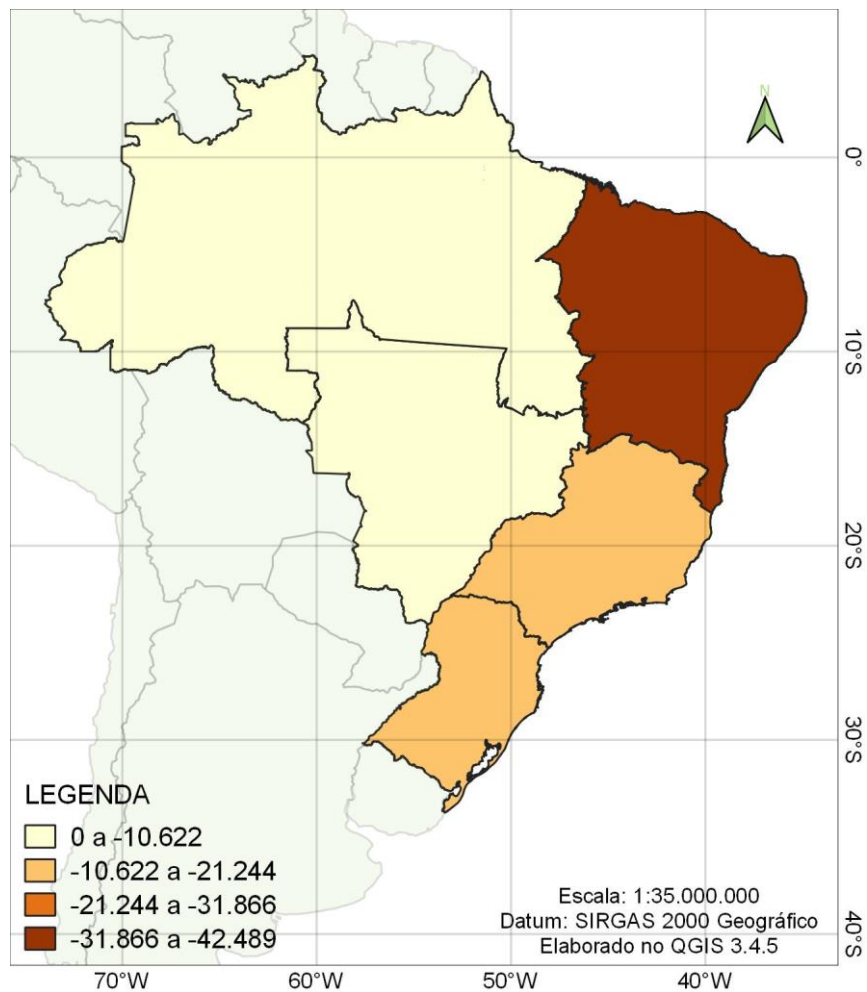 N
0°
10°S
20°S
30°S
40°S
LEGENDA
0 a -10.622
-10.622 a -21.244
-21.244 a -31.866
-31.866 a -42.489
Escala: 1:35.000.000
Datum: SIRGAS 2000 Geográfico
Elaborado no QGIS 3.4.5
70°W 60°W 50°W 40°W